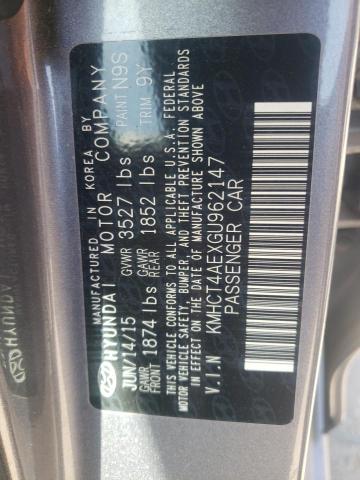 MANUFACTURED IN KOREA BY
HYUNDAI MOTOR COMPANY
JUN/14/15 GVWR 3527 lbs PAINT N9S
GAWR FRONT 1874 lbs GAWR REAR 1852 lbs TRIM 9Y
THIS VEHICLE CONFORMS TO ALL APPLICABLE U.S.A. FEDERAL
MOTOR VEHICLE SAFETY, BUMPER, AND THEFT PREVENTION STANDARDS
IN EFFECT ON THE DATE OF MANUFACTURE SHOWN ABOVE
V.I.N KMHCT4AEXGU962147
PASSENGER CAR